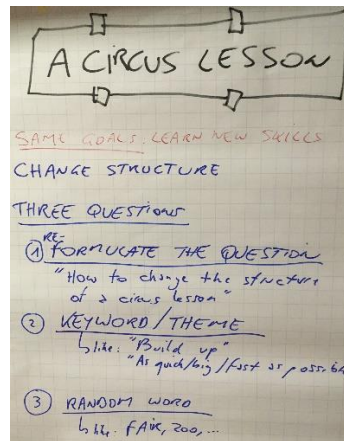 A CIRCUS LESSON
SAME GOALS: LEARN NEW SKILLS
CHANGE STRUCTURE
THREE QUESTIONS
① RE-FORMULATE THE QUESTION
"How to change the structure
of a circus lesson"
② KEYWORD/THEME
↳ like: "Build up"
"As quick/big/fast as possible
③ RANDOM WORD
↳ like. FAIR, ZOO, ...